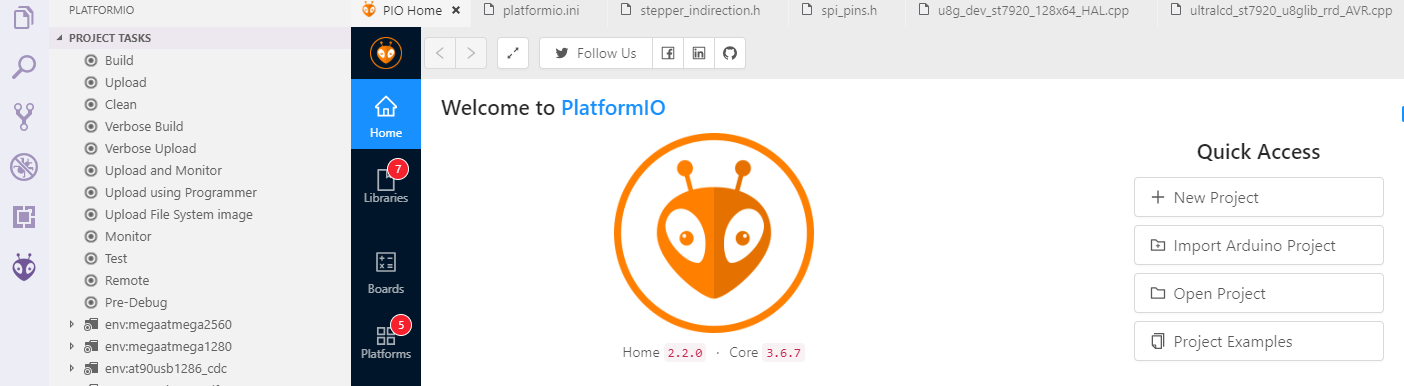 PLATFORMIO
PROJECT TASKS
Build
Upload
Clean
Verbose Build
Verbose Upload
Upload and Monitor
Upload using Programmer
Upload File System image
Monitor
Test
Remote
Pre-Debug
env:megaatmega2560
env:megaatmega1280
env:at90usb1286_cdc
PIO Home
platformio.ini
stepper_indirection.h
spi_pins.h
u8g_dev_st7920_128x64_HAL.cpp
ultralcd_st7920_u8glib_rrd_AVR.cpp
Follow Us
Home
7
Libraries
Boards
5
Platforms
Welcome to PlatformIO
Home 2.2.0 · Core 3.6.7
Quick Access
New Project
Import Arduino Project
Open Project
Project Examples